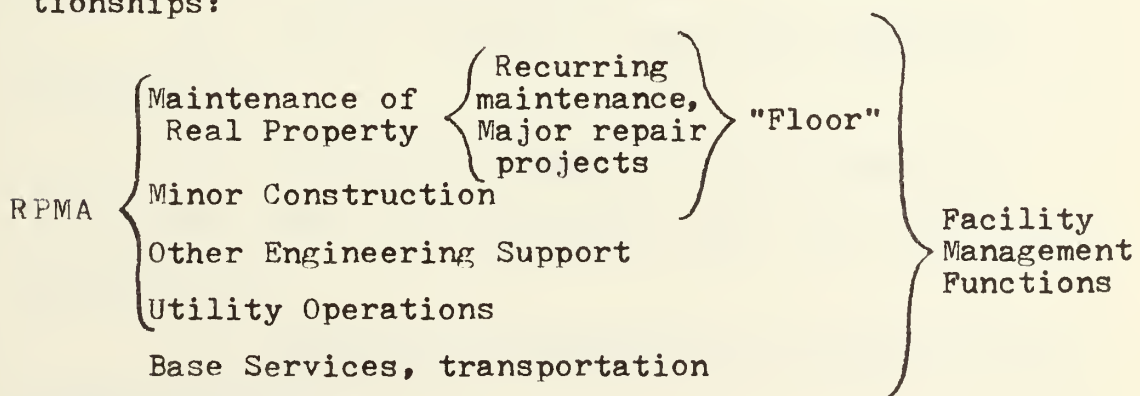 tionships:
Maintenance of
Real Property
Recurring
maintenance,
Major repair
projects
"Floor"
RPMA
Minor Construction
Other Engineering Support
Utility Operations
Base Services, transportation
Facility
Management
Functions